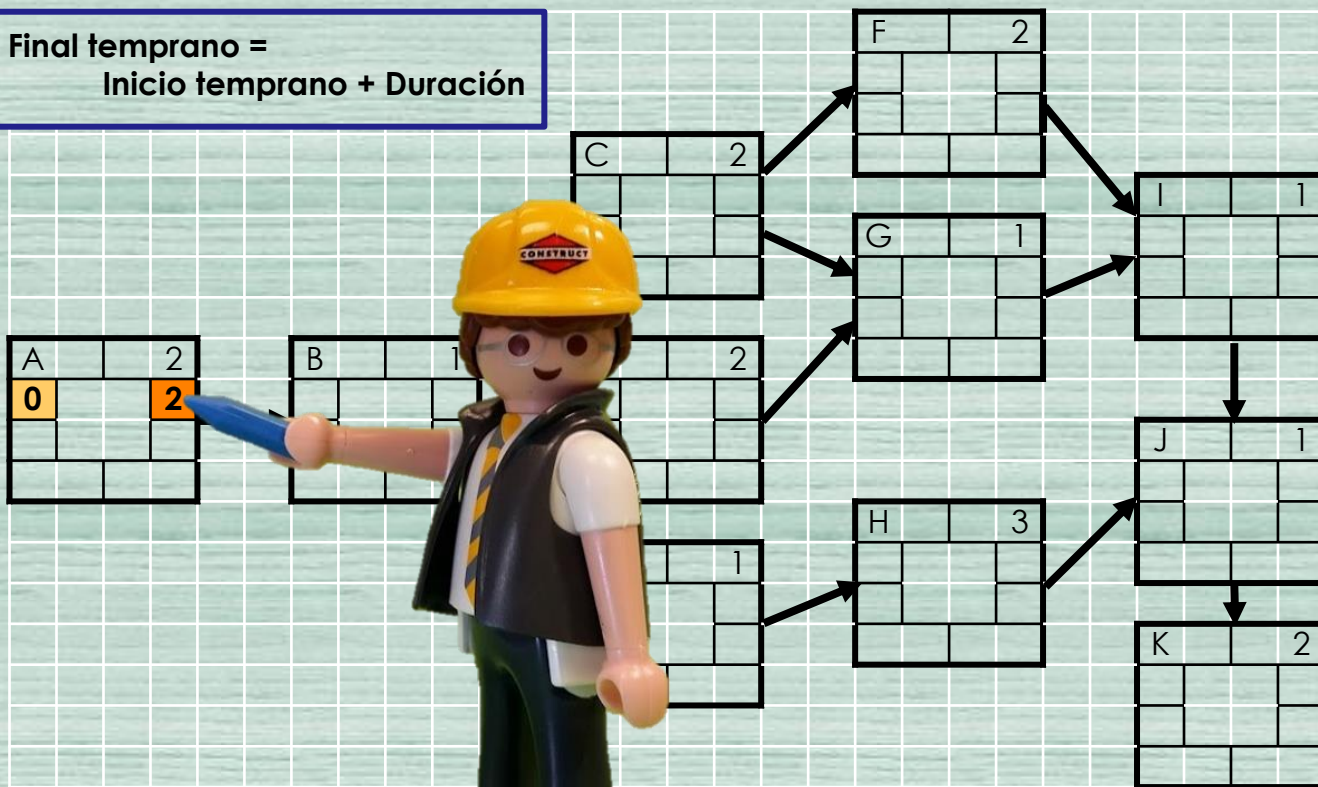 Final temprano =
Inicio temprano + Duración
F 2
C 2
I 1
CONSTRUCT
G 1
A 2
B 1
2
0 2
J 1
H 3
1
K 2